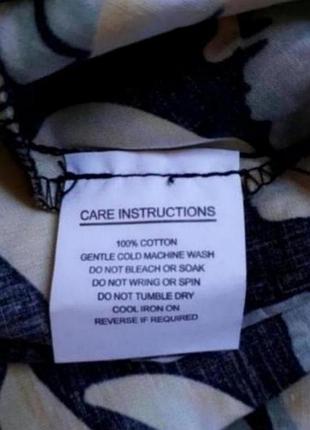 CARE INSTRUCTIONS
100% COTTON
GENTLE COLD MACHINE WASH
DO NOT BLEACH OR SOAK
DO NOT WRING OR SPIN
DO NOT TUMBLE DRY
COOL IRON ON
REVERSE IF REQUIRED